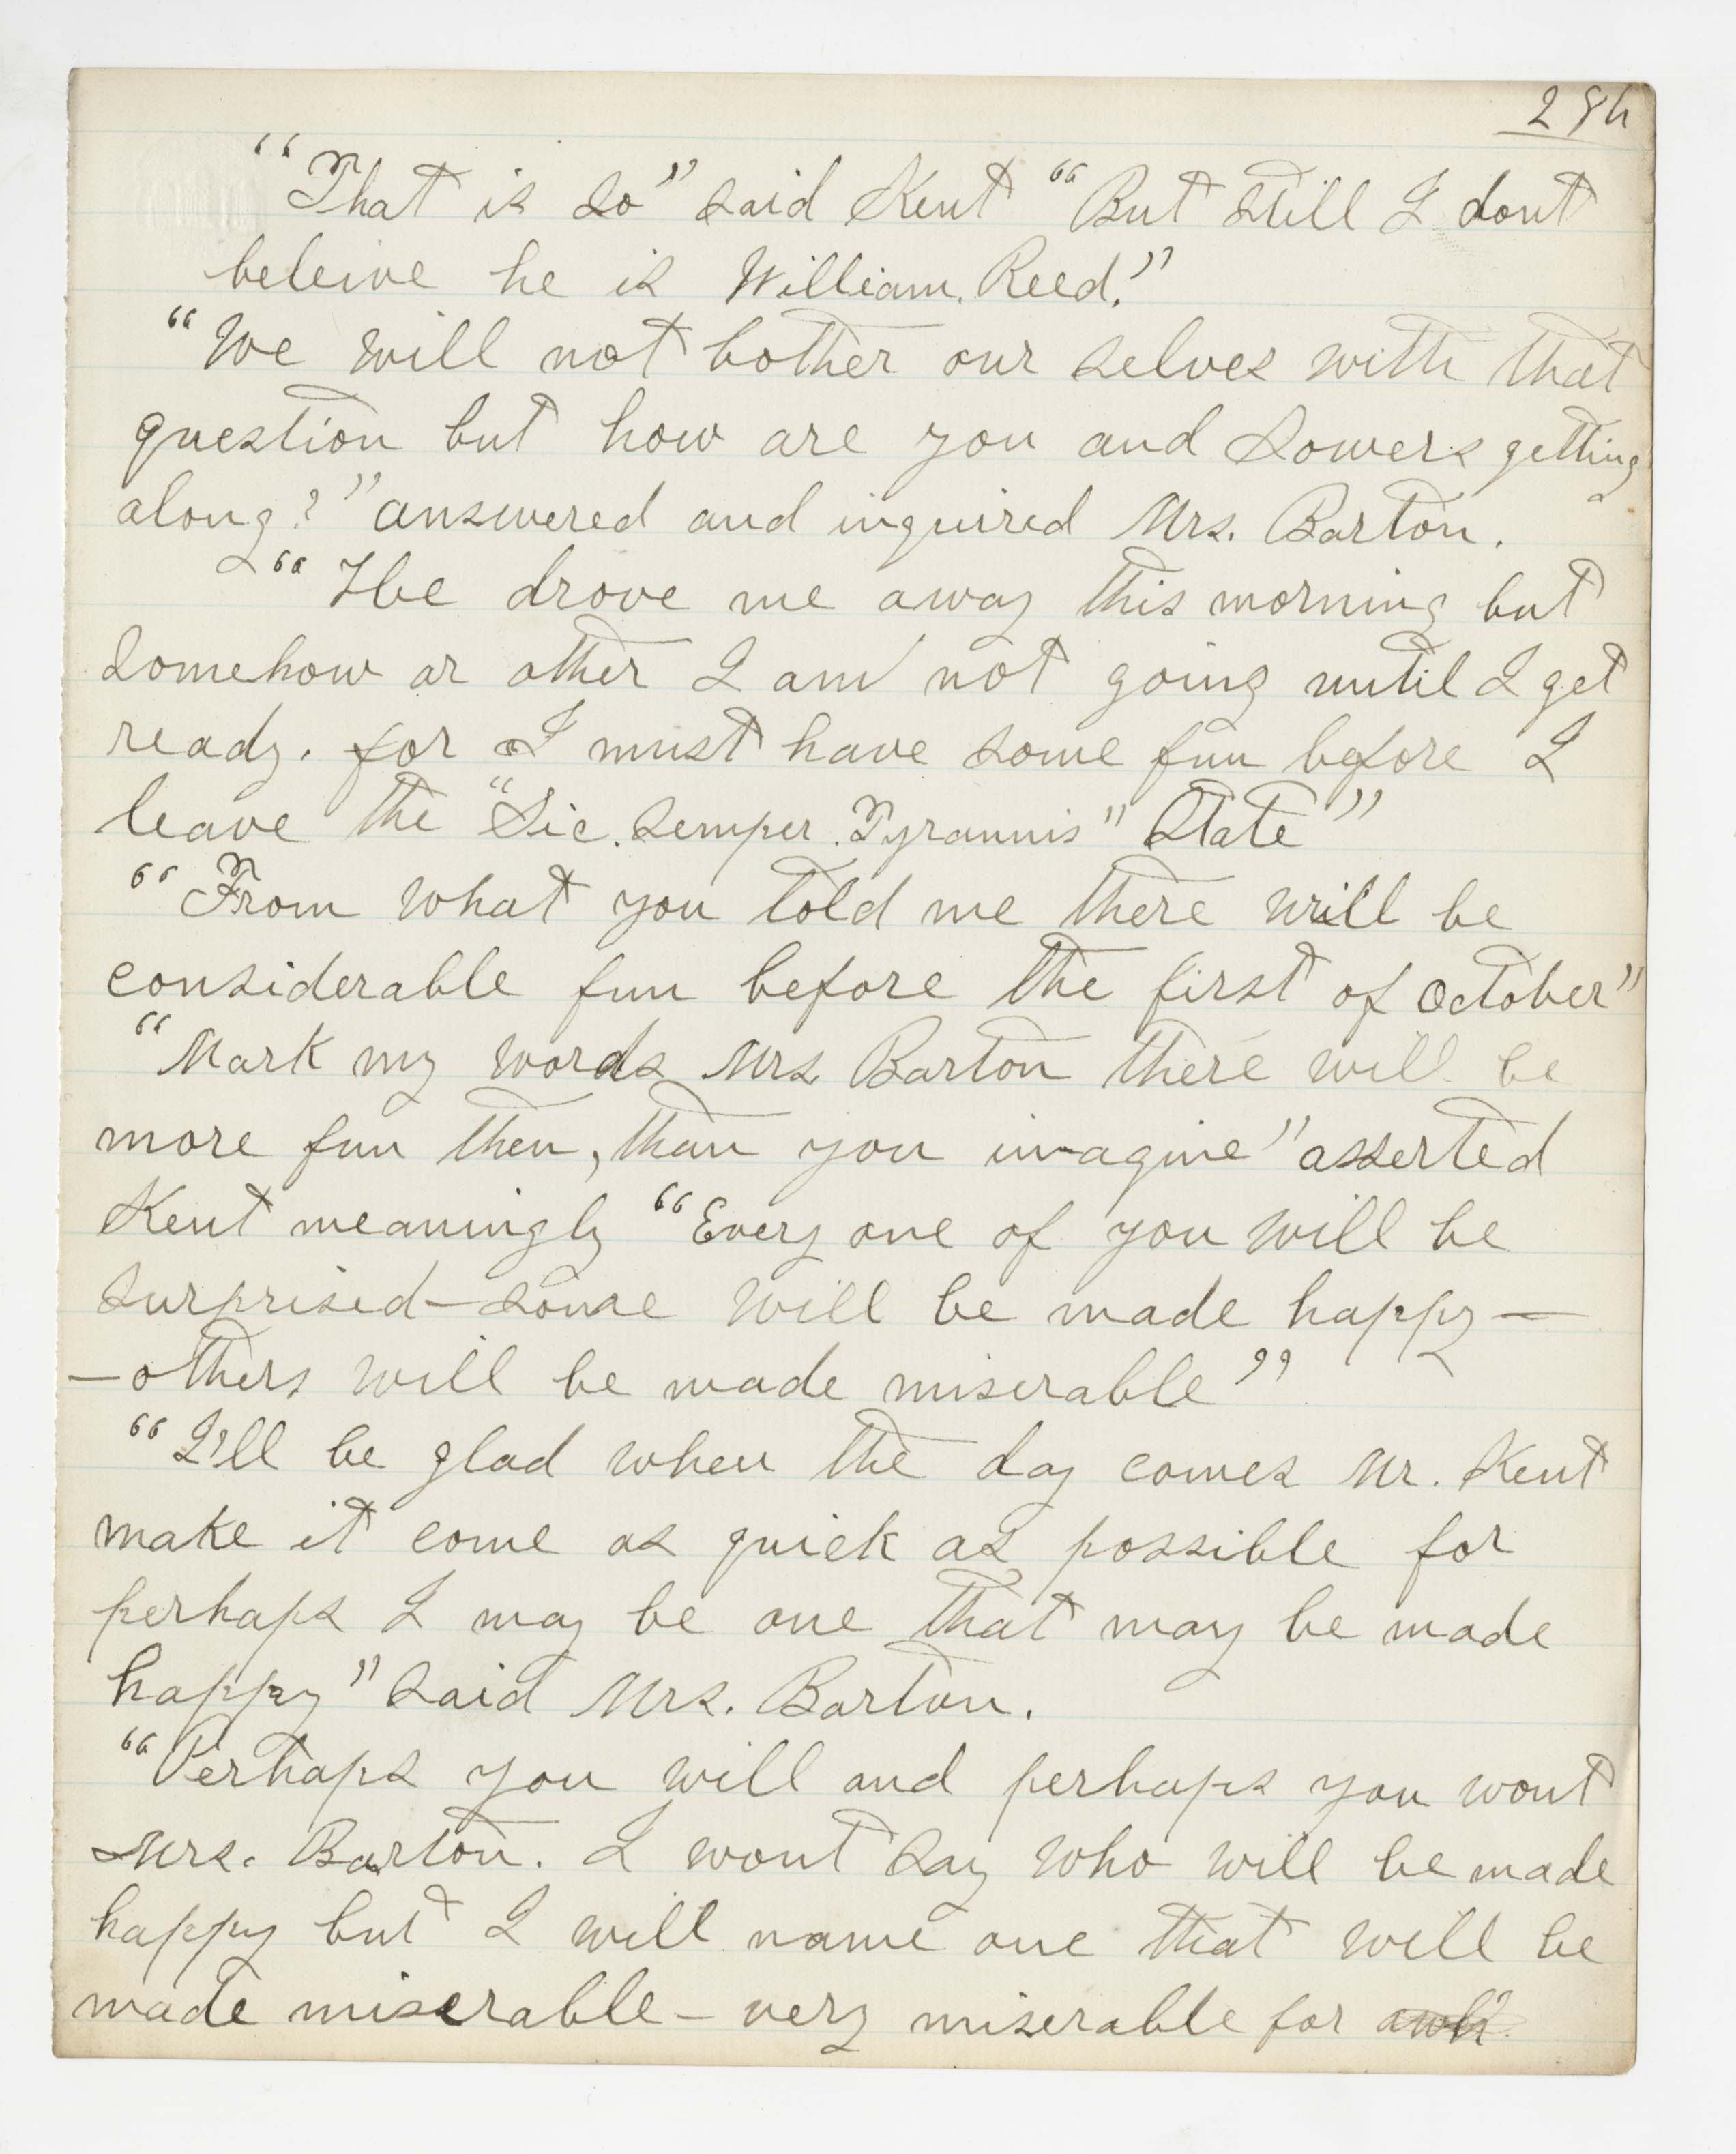 284
"That is so" said Kent "But still I dont
beleive he is William. Reed."
"We will not bother our selves with that
question but how are you and Sowers getting
along?" answered and inquired Mrs. Barton.
"He drove me away this morning but
somehow or other I am not going until I get
ready. for I must have some fun before I
leave the "Sic. Semper. Tyrannis" State"
"From what you told me there will be
considerable fun before the first of October"
"Mark my words Mrs Barton there will be
more fun then, than you imagine" asserted
Kent meaningly "Every one of you will be
surprised—some will be made happy—
—others will be made miserable"
"I'll be glad when the day comes Mr. Kent
make it come as quick as possible for
perhaps I may be one that may be made
happy" said Mrs. Barton.
"Perhaps you will and perhaps you wont
Mrs. Barton. I wont say who will be made
happy but I will name one that will be
made miserable – very miserable for